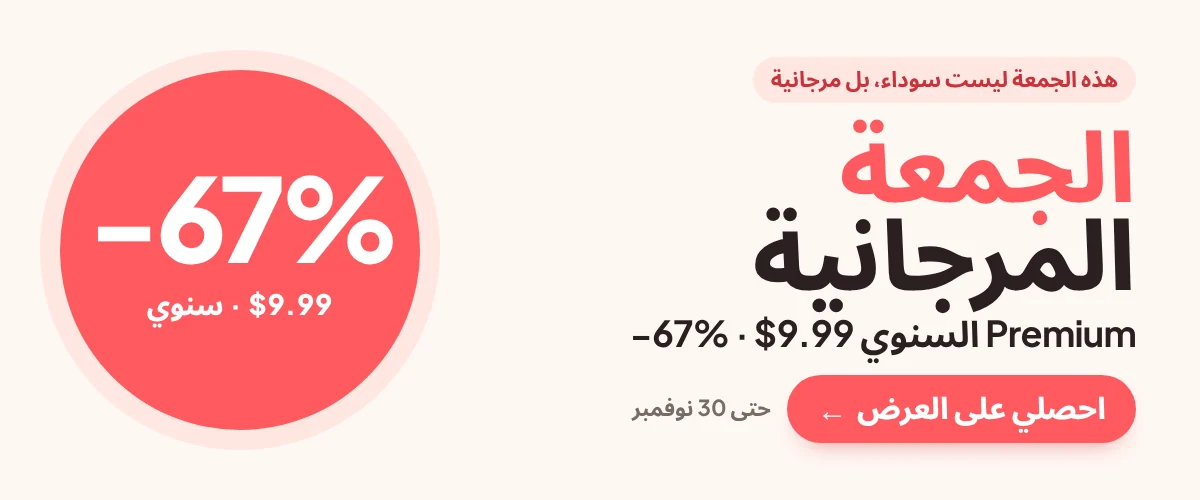 هذه الجمعة ليست سوداء، بل مرجانية
الجمعة
المرجانية
Premium السنوي $9.99 · −67%
احصلي على العرض ←
حتى 30 نوفمبر
−67%
$9.99 · سنوي